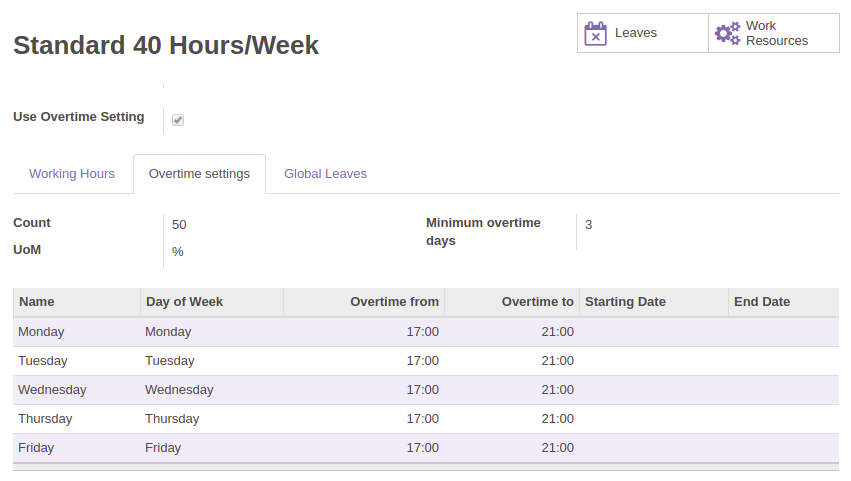 Standard 40 Hours/Week
Leaves
Work
Resources
Use Overtime Setting
Working Hours Overtime settings Global Leaves
Count 50
UoM %
Minimum overtime
days 3
Name Day of Week Overtime from Overtime to Starting Date End Date
Monday Monday 17:00 21:00
Tuesday Tuesday 17:00 21:00
Wednesday Wednesday 17:00 21:00
Thursday Thursday 17:00 21:00
Friday Friday 17:00 21:00